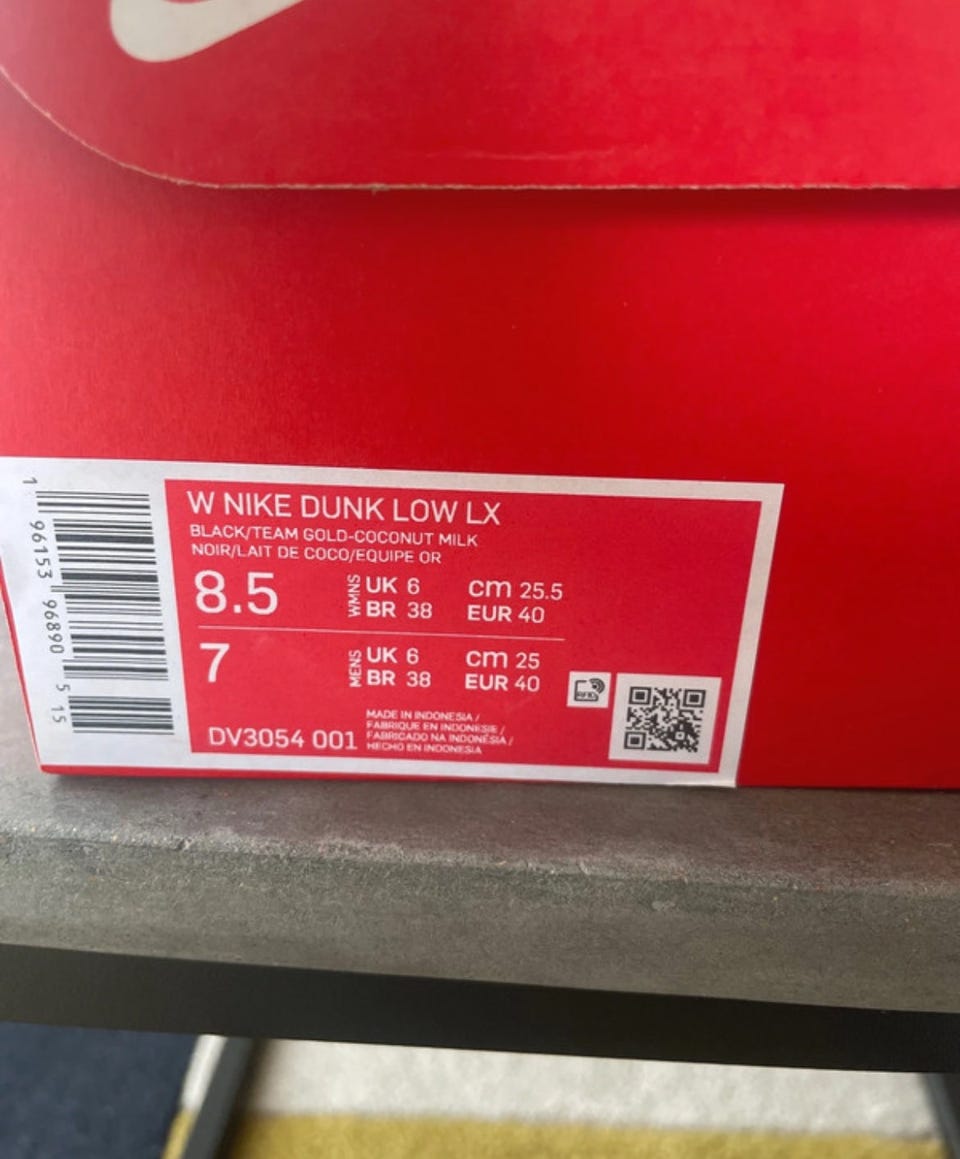 W NIKE DUNK LOW LX
BLACK/TEAM GOLD-COCONUT MILK
NOIR/LAIT DE COCO/EQUIPE OR
8.5 WMNS UK 6 cm 25.5
BR 38 EUR 40
7 MENS UK 6 cm 25
BR 38 EUR 40
DV3054 001
MADE IN INDONESIA /
FABRIQUE EN INDONESIE /
FABRICADO NA INDONÉSIA /
HECHO EN INDONESIA
RFID
1 96153 96890 5 15